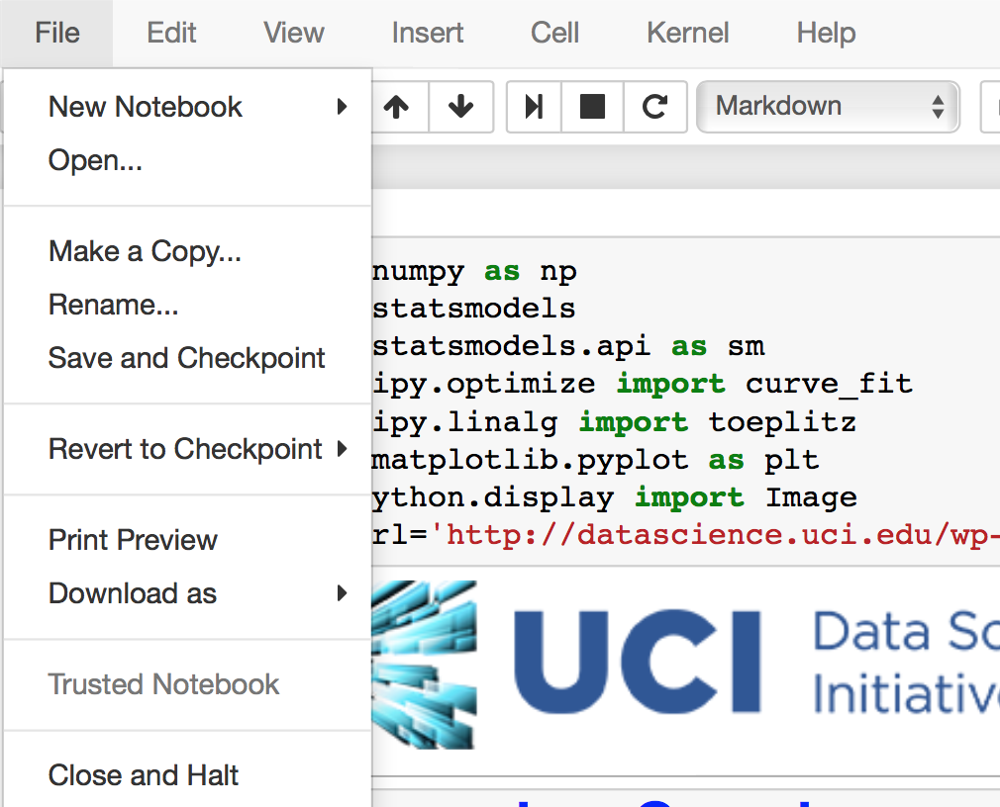 File Edit View Insert Cell Kernel Help
New Notebook
Open...
Make a Copy...
Rename...
Save and Checkpoint
Revert to Checkpoint
Print Preview
Download as
Trusted Notebook
Close and Halt
Markdown
numpy as np
statsmodels
statsmodels.api as sm
ipy.optimize import curve_fit
ipy.linalg import toeplitz
matplotlib.pyplot as plt
ython.display import Image
rl='http://datascience.uci.edu/wp-
UCI
Data Sc
Initiativ